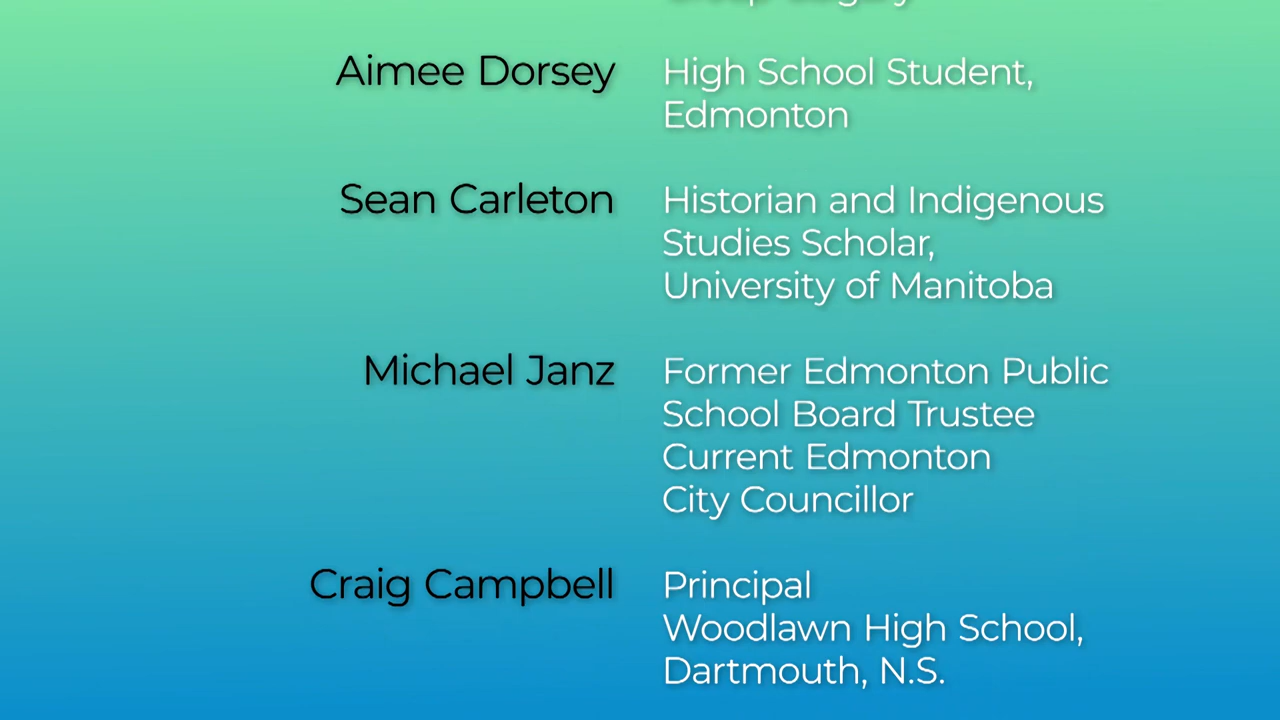 Aimee Dorsey High School Student,
Edmonton
Sean Carleton Historian and Indigenous
Studies Scholar,
University of Manitoba
Michael Janz Former Edmonton Public
School Board Trustee
Current Edmonton
City Councillor
Craig Campbell Principal
Woodlawn High School,
Dartmouth, N.S.